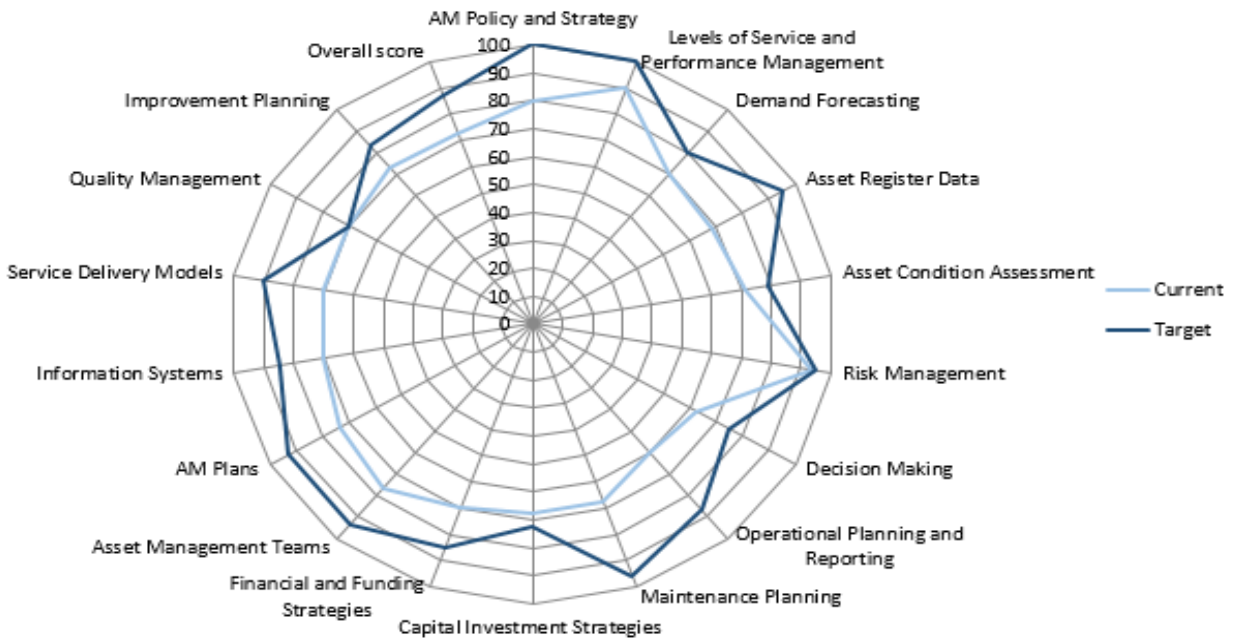 AM Policy and Strategy
Levels of Service and
Performance Management
Demand Forecasting
Asset Register Data
Asset Condition Assessment
Risk Management
Decision Making
Operational Planning and
Reporting
Maintenance Planning
Capital Investment Strategies
Financial and Funding
Strategies
Asset Management Teams
AM Plans
Information Systems
Service Delivery Models
Quality Management
Improvement Planning
Overall score
100
90
80
70
60
50
40
30
20
10
0
Current
Target